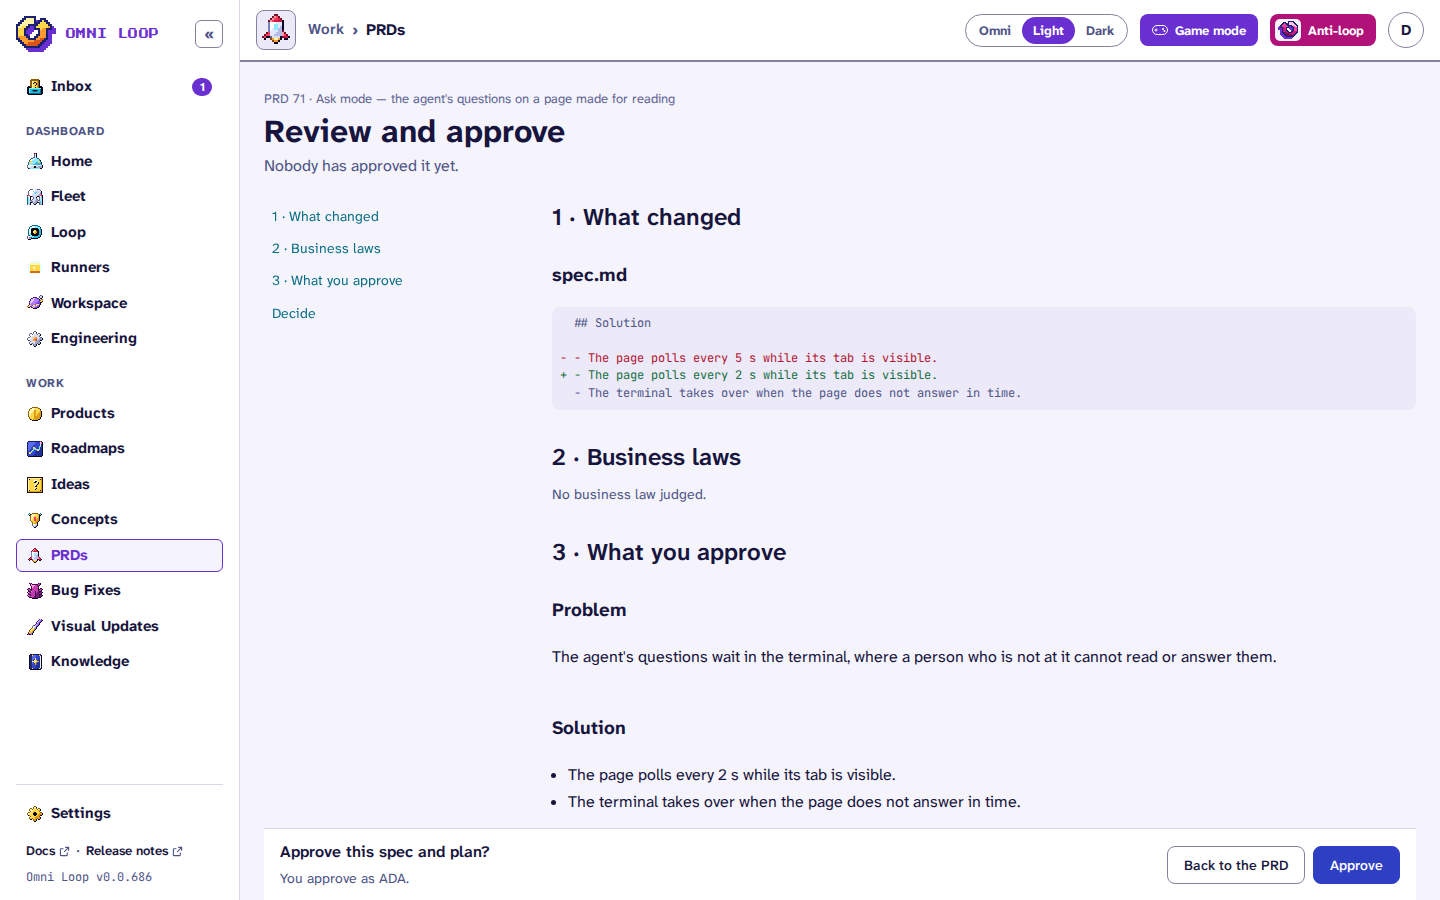 OMNI LOOP
«
Inbox
1
DASHBOARD
Home
Fleet
Loop
Runners
Workspace
Engineering
WORK
Products
Roadmaps
Ideas
Concepts
PRDs
Bug Fixes
Visual Updates
Knowledge
Settings
Docs · Release notes
Omni Loop v0.0.686
Work › PRDs
Omni Light Dark
Game mode
Anti-loop
D
PRD 71 · Ask mode — the agent's questions on a page made for reading
Review and approve
Nobody has approved it yet.
1 · What changed
2 · Business laws
3 · What you approve
Decide
1 · What changed
spec.md
## Solution
- - The page polls every 5 s while its tab is visible.
+ - The page polls every 2 s while its tab is visible.
- The terminal takes over when the page does not answer in time.
2 · Business laws
No business law judged.
3 · What you approve
Problem
The agent's questions wait in the terminal, where a person who is not at it cannot read or answer them.
Solution
• The page polls every 2 s while its tab is visible.
• The terminal takes over when the page does not answer in time.
Approve this spec and plan?
You approve as ADA.
Back to the PRD
Approve